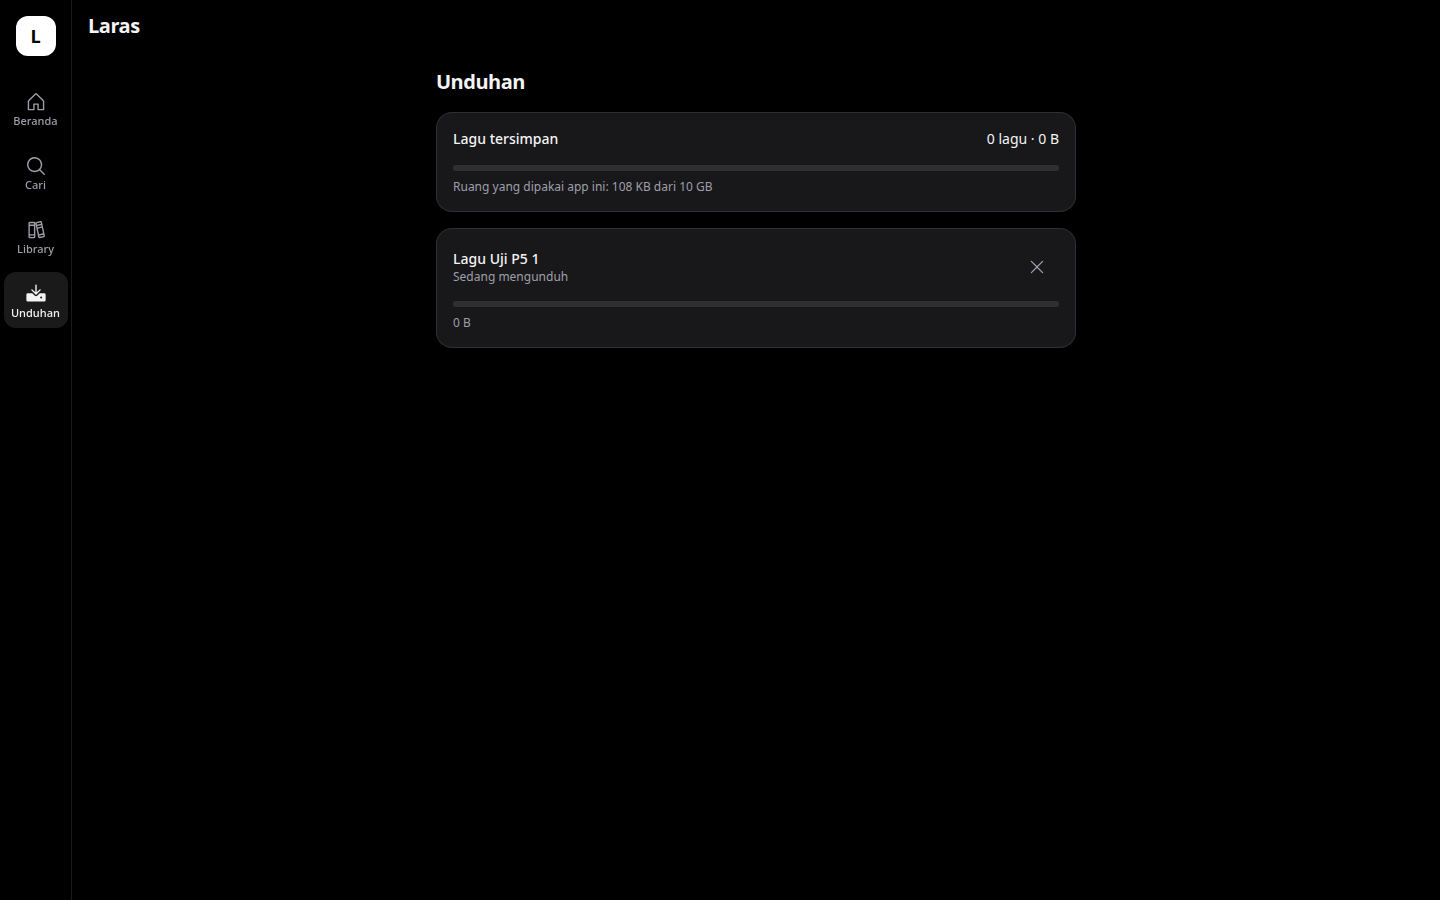 L
Laras
Beranda
Cari
Library
Unduhan
Unduhan
Lagu tersimpan
0 lagu · 0 B
Ruang yang dipakai app ini: 108 KB dari 10 GB
Lagu Uji P5 1
Sedang mengunduh
0 B